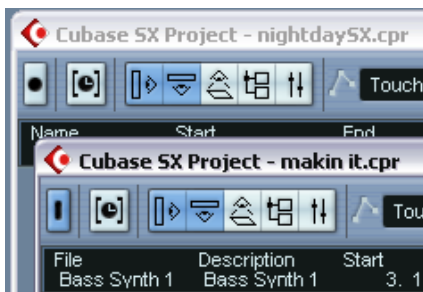 Cubase SX Project - nightdaySX.cpr
Touch
Name Start End
Cubase SX Project - makin it.cpr
Tou
File Description Start
Bass Synth 1 Bass Synth 1 3. 1